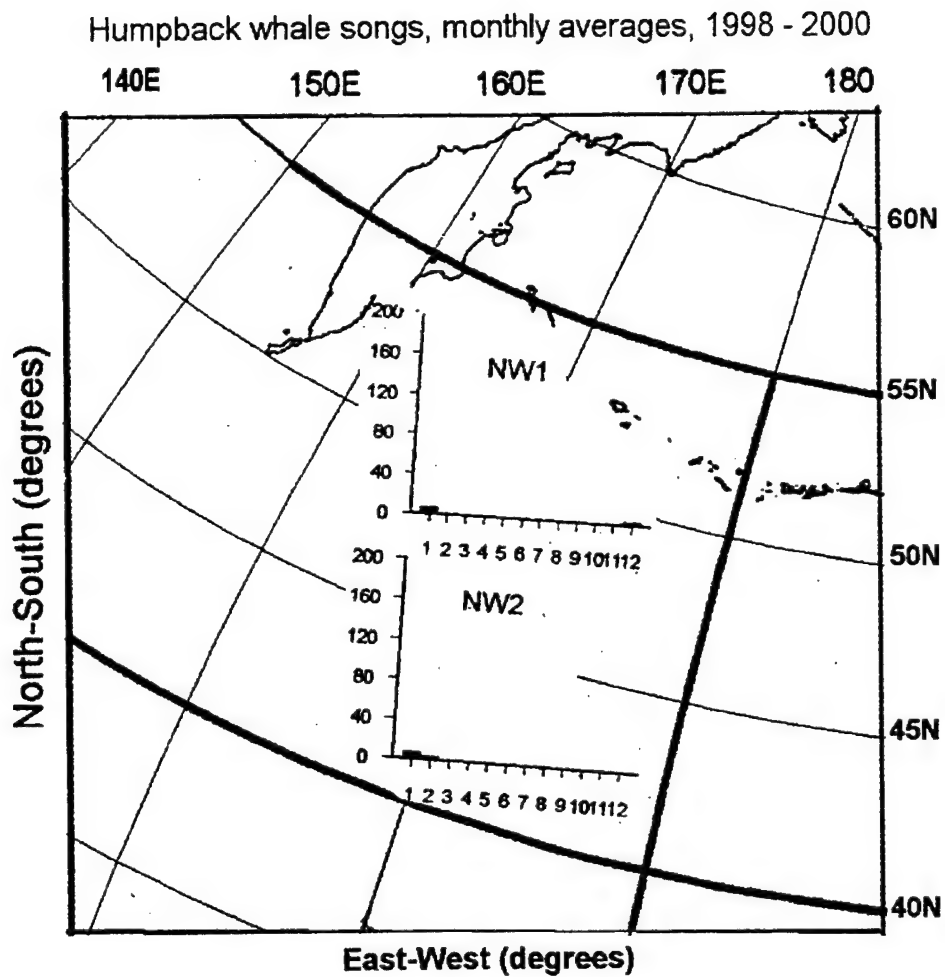 Humpback whale songs, monthly averages, 1998 - 2000
140E 150E 160E 170E 180
60N
55N
50N
45N
40N
North-South (degrees)
200
160
120
80
40
0
NW1
1 2 3 4 5 6 7 8 9 10 11 12
200
160
120
80
40
0
NW2
1 2 3 4 5 6 7 8 9 10 11 12
East-West (degrees)